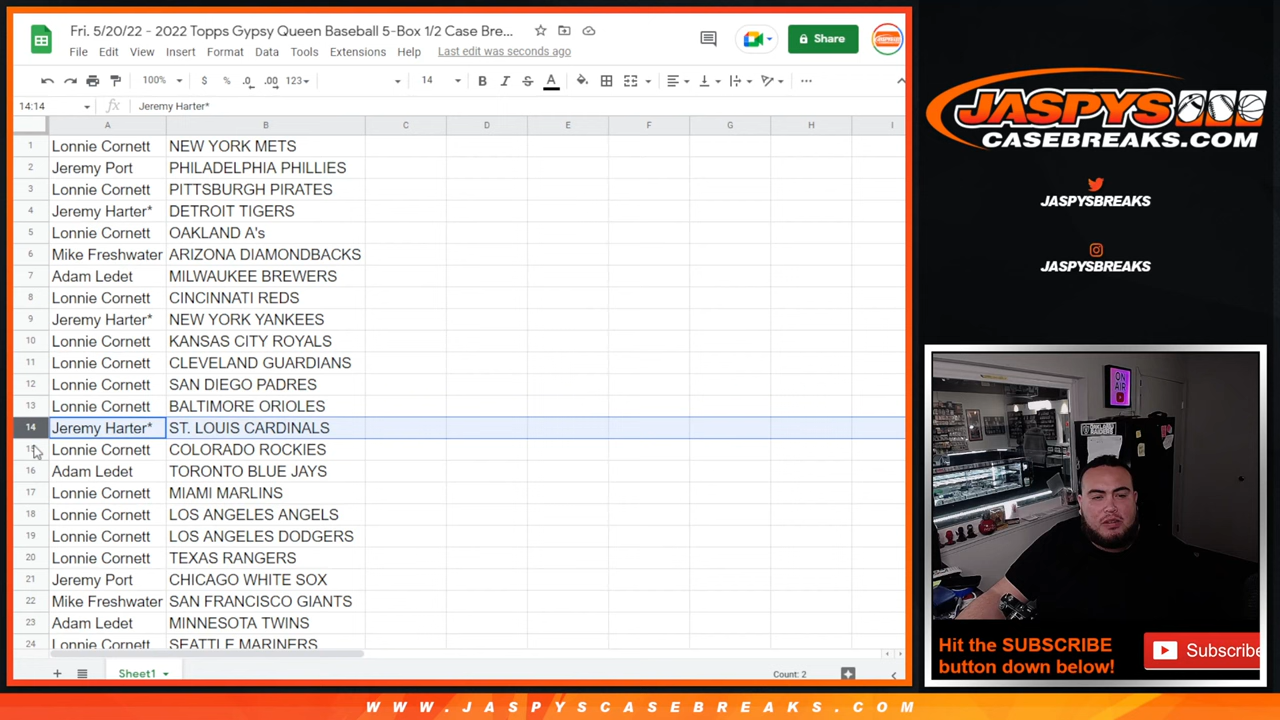 Fri. 5/20/22 - 2022 Topps Gypsy Queen Baseball 5-Box 1/2 Case Bre...
Share
File Edit View Insert Format Data Tools Extensions Help Last edit was seconds ago
100% $ % .0 .00 123 14 B I S A
14:14 fx Jeremy Harter*
A B C D E F G H I
1 Lonnie Cornett NEW YORK METS
2 Jeremy Port PHILADELPHIA PHILLIES
3 Lonnie Cornett PITTSBURGH PIRATES
4 Jeremy Harter* DETROIT TIGERS
5 Lonnie Cornett OAKLAND A's
6 Mike Freshwater ARIZONA DIAMONDBACKS
7 Adam Ledet MILWAUKEE BREWERS
8 Lonnie Cornett CINCINNATI REDS
9 Jeremy Harter* NEW YORK YANKEES
10 Lonnie Cornett KANSAS CITY ROYALS
11 Lonnie Cornett CLEVELAND GUARDIANS
12 Lonnie Cornett SAN DIEGO PADRES
13 Lonnie Cornett BALTIMORE ORIOLES
14 Jeremy Harter* ST. LOUIS CARDINALS
15 Lonnie Cornett COLORADO ROCKIES
16 Adam Ledet TORONTO BLUE JAYS
17 Lonnie Cornett MIAMI MARLINS
18 Lonnie Cornett LOS ANGELES ANGELS
19 Lonnie Cornett LOS ANGELES DODGERS
20 Lonnie Cornett TEXAS RANGERS
21 Jeremy Port CHICAGO WHITE SOX
22 Mike Freshwater SAN FRANCISCO GIANTS
23 Adam Ledet MINNESOTA TWINS
24 Lonnie Cornett SEATTLE MARINERS
Sheet1 Count: 2
JASPYS
CASEBREAKS.COM
JASPYSBREAKS
JASPYSBREAKS
ON AIR
Hit the SUBSCRIBE
button down below!
Subscribe
WWW.JASPYSCASEBREAKS.COM